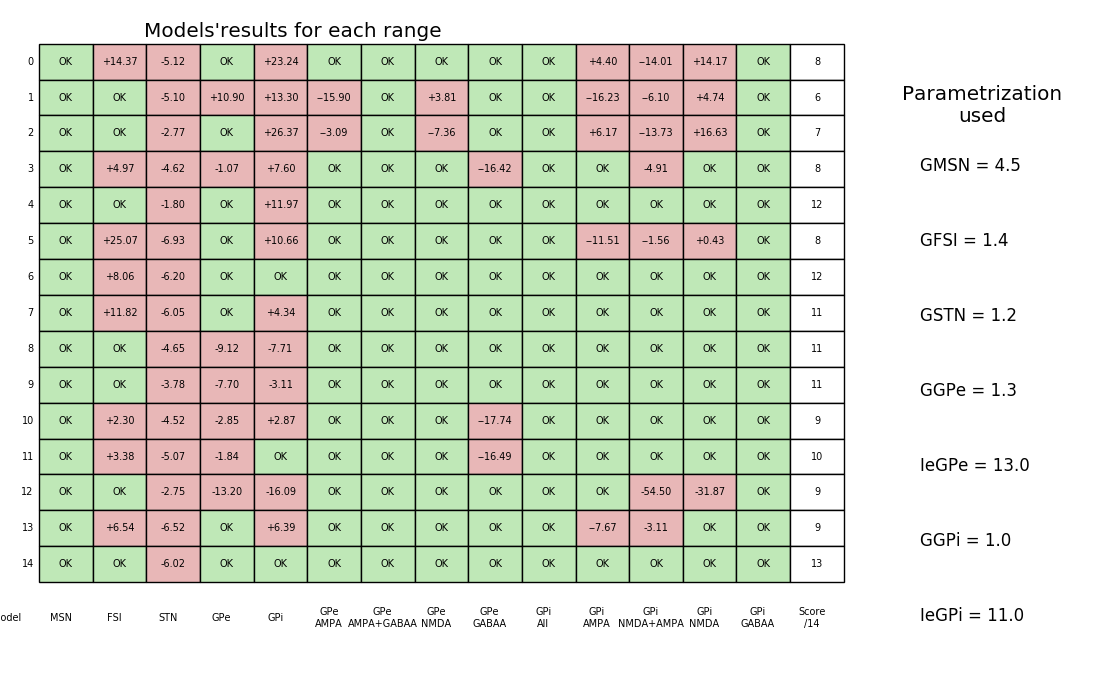 Models'results for each range
0 OK +14.37 -5.12 OK +23.24 OK OK OK OK OK +4.40 --14.01 +14.17 OK 8
1 OK OK -5.10 +10.90 +13.30 --15.90 OK +3.81 OK OK --16.23 --6.10 +4.74 OK 6
2 OK OK -2.77 OK +26.37 --3.09 OK --7.36 OK OK +6.17 --13.73 +16.63 OK 7
3 OK +4.97 -4.62 -1.07 +7.60 OK OK OK --16.42 OK OK -4.91 OK OK 8
4 OK OK -1.80 OK +11.97 OK OK OK OK OK OK OK OK OK 12
5 OK +25.07 -6.93 OK +10.66 OK OK OK OK OK --11.51 --1.56 +0.43 OK 8
6 OK +8.06 -6.20 OK OK OK OK OK OK OK OK OK OK OK 12
7 OK +11.82 -6.05 OK +4.34 OK OK OK OK OK OK OK OK OK 11
8 OK OK -4.65 -9.12 -7.71 OK OK OK OK OK OK OK OK OK 11
9 OK OK -3.78 -7.70 -3.11 OK OK OK OK OK OK OK OK OK 11
10 OK +2.30 -4.52 -2.85 +2.87 OK OK OK --17.74 OK OK OK OK OK 9
11 OK +3.38 -5.07 -1.84 OK OK OK OK --16.49 OK OK OK OK OK 10
12 OK OK -2.75 -13.20 -16.09 OK OK OK OK OK OK -54.50 -31.87 OK 9
13 OK +6.54 -6.52 OK +6.39 OK OK OK OK OK --7.67 -3.11 OK OK 9
14 OK OK -6.02 OK OK OK OK OK OK OK OK OK OK OK 13
odel MSN FSI STN GPe GPi GPe AMPA GPe AMPA+GABAA GPe NMDA GPe GABAA GPi All GPi AMPA GPi NMDA+AMPA GPi NMDA GPi GABAA Score /14
Parametrization
used
GMSN = 4.5
GFSI = 1.4
GSTN = 1.2
GGPe = 1.3
IeGPe = 13.0
GGPi = 1.0
IeGPi = 11.0